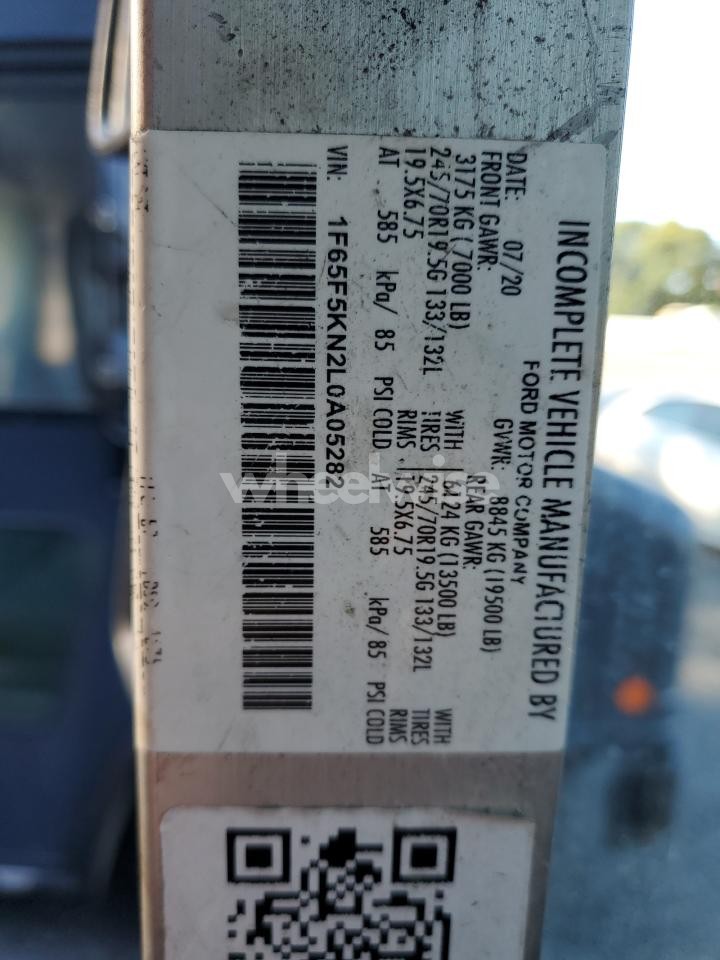 INCOMPLETE VEHICLE MANUFACTURED BY
FORD MOTOR COMPANY
DATE: 07/20 GVWR: 8845 KG (19500 LB)
FRONT GAWR: REAR GAWR:
3175 KG (7000 LB) WITH 6124 KG (13500 LB) WITH
245/70R19.5G 133/132L TIRES 245/70R19.5G 133/132L TIRES
19.5X6.75 RIMS 19.5X6.75 RIMS
AT 585 kPa/ 85 PSI COLD AT 585 kPa/ 85 PSI COLD
VIN: 1F65F5KN2L0A05282